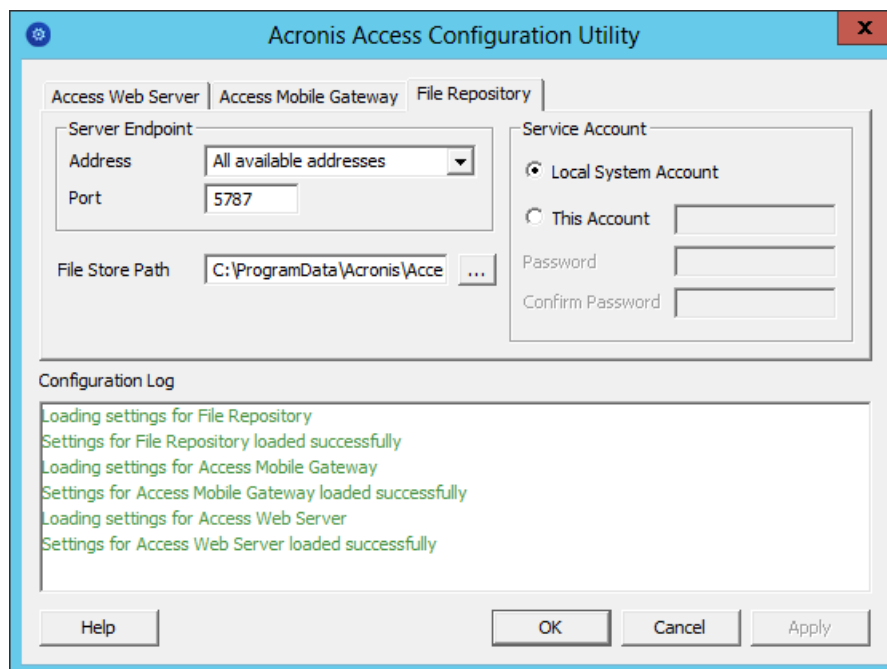 Acronis Access Configuration Utility
x
Access Web Server Access Mobile Gateway File Repository
Server Endpoint
Address All available addresses
Port 5787
File Store Path C:\ProgramData\Acronis\Acce ...
Service Account
Local System Account
This Account
Password
Confirm Password
Configuration Log
Loading settings for File Repository
Settings for File Repository loaded successfully
Loading settings for Access Mobile Gateway
Settings for Access Mobile Gateway loaded successfully
Loading settings for Access Web Server
Settings for Access Web Server loaded successfully
Help OK Cancel Apply